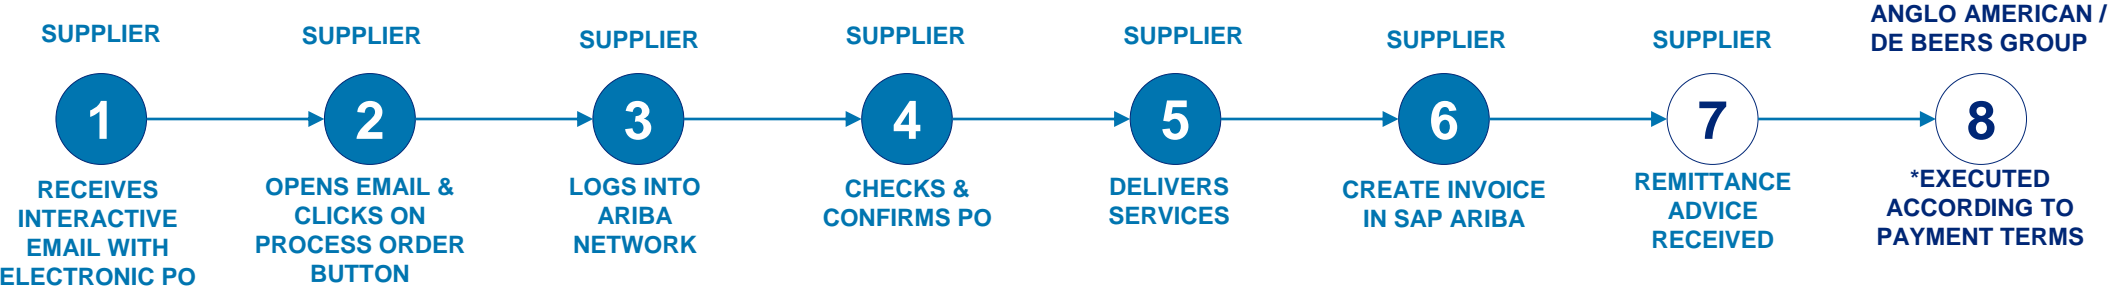 SUPPLIER
1
RECEIVES
INTERACTIVE
EMAIL WITH
ELECTRONIC PO
SUPPLIER
2
OPENS EMAIL &
CLICKS ON
PROCESS ORDER
BUTTON
SUPPLIER
3
LOGS INTO
ARIBA
NETWORK
SUPPLIER
4
CHECKS &
CONFIRMS PO
SUPPLIER
5
DELIVERS
SERVICES
SUPPLIER
6
CREATE INVOICE
IN SAP ARIBA
SUPPLIER
7
REMITTANCE
ADVICE
RECEIVED
ANGLO AMERICAN /
DE BEERS GROUP
8
*EXECUTED
ACCORDING TO
PAYMENT TERMS